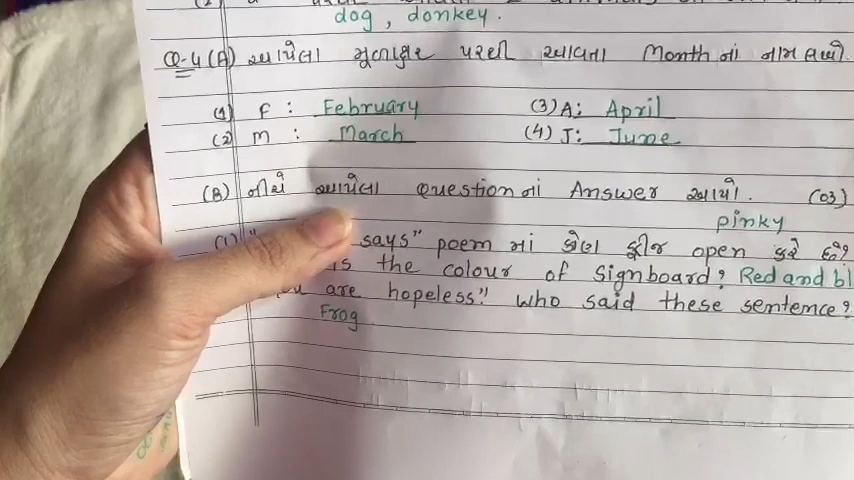 dog, donkey.
Q-4 (A) આપેલા મૂળાક્ષર પરથી આવતા Month નાં નામ લખો.
(1) F : February (3) A : April
(2) M : March (4) J : June
(B) નીચે આપેલા Question નાં Answer આપો. (03)
pinky
(1) says" poem માં કોણ ફ્રીજ open કરે છે?
is the colour of Signboard? Red and bl
are hopeless". who said these sentence?
Frog